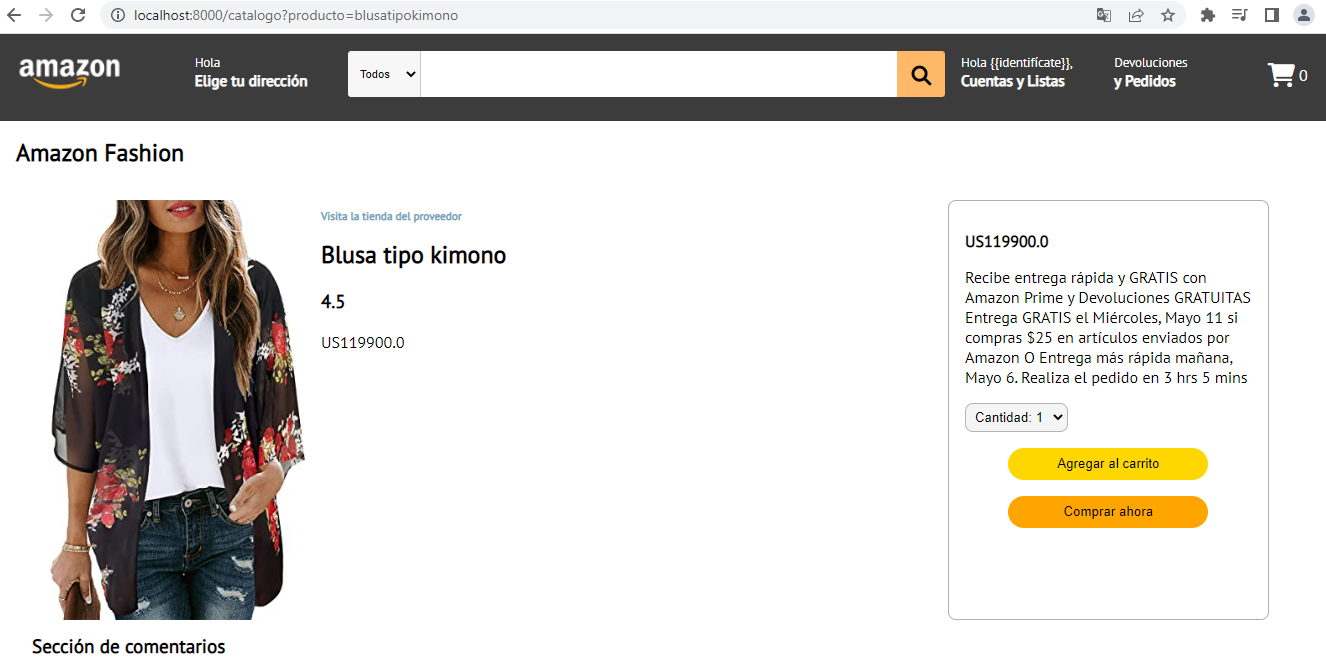 localhost:8000/catalogo?producto=blusatipokimono
amazon
Hola
Elige tu dirección
Todos
Hola {{identifícate}},
Cuentas y Listas
Devoluciones
y Pedidos
0
Amazon Fashion
Visita la tienda del proveedor
Blusa tipo kimono
4.5
US119900.0
US119900.0
Recibe entrega rápida y GRATIS con
Amazon Prime y Devoluciones GRATUITAS
Entrega GRATIS el Miércoles, Mayo 11 si
compras $25 en artículos enviados por
Amazon O Entrega más rápida mañana,
Mayo 6. Realiza el pedido en 3 hrs 5 mins
Cantidad: 1
Agregar al carrito
Comprar ahora
Sección de comentarios